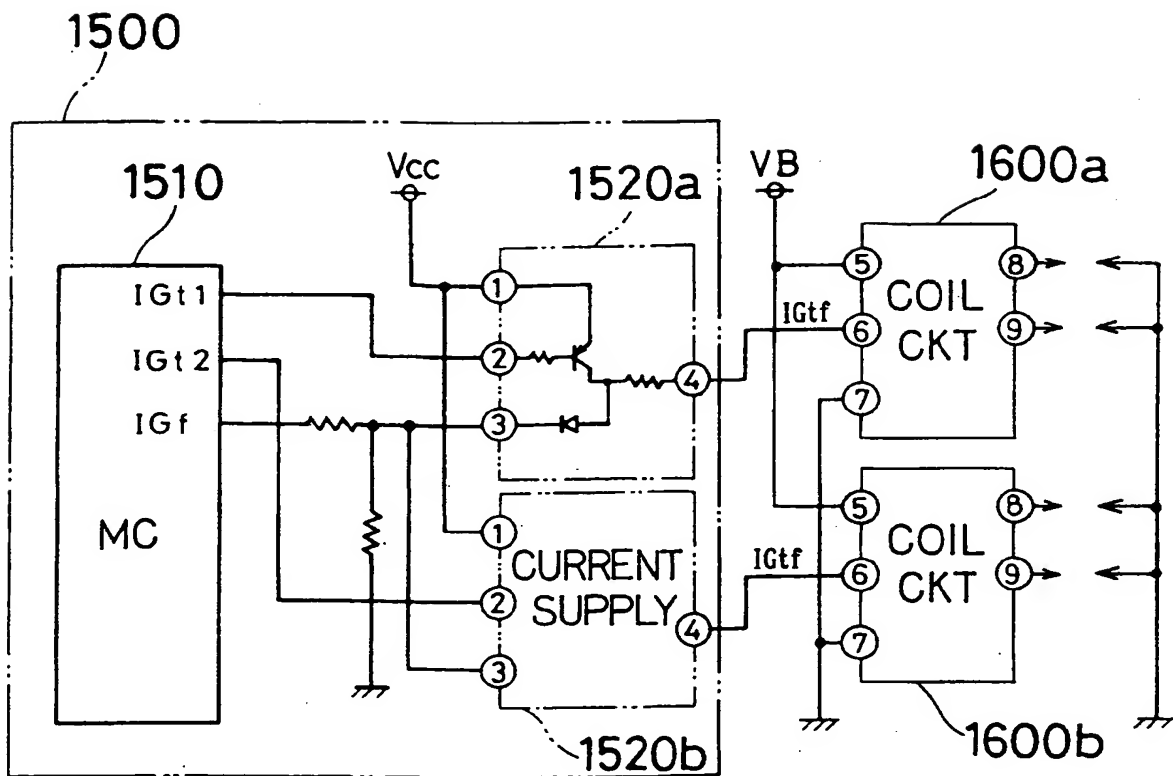 1500
1510
Vcc
1520a
VB
1600a
IGt1
IGt2
IGf
MC
1
2
3
4
IGtf
5
6
7
8
9
COIL
CKT
1
2
3
4
CURRENT
SUPPLY
IGtf
5
6
7
8
9
COIL
CKT
1520b
1600b